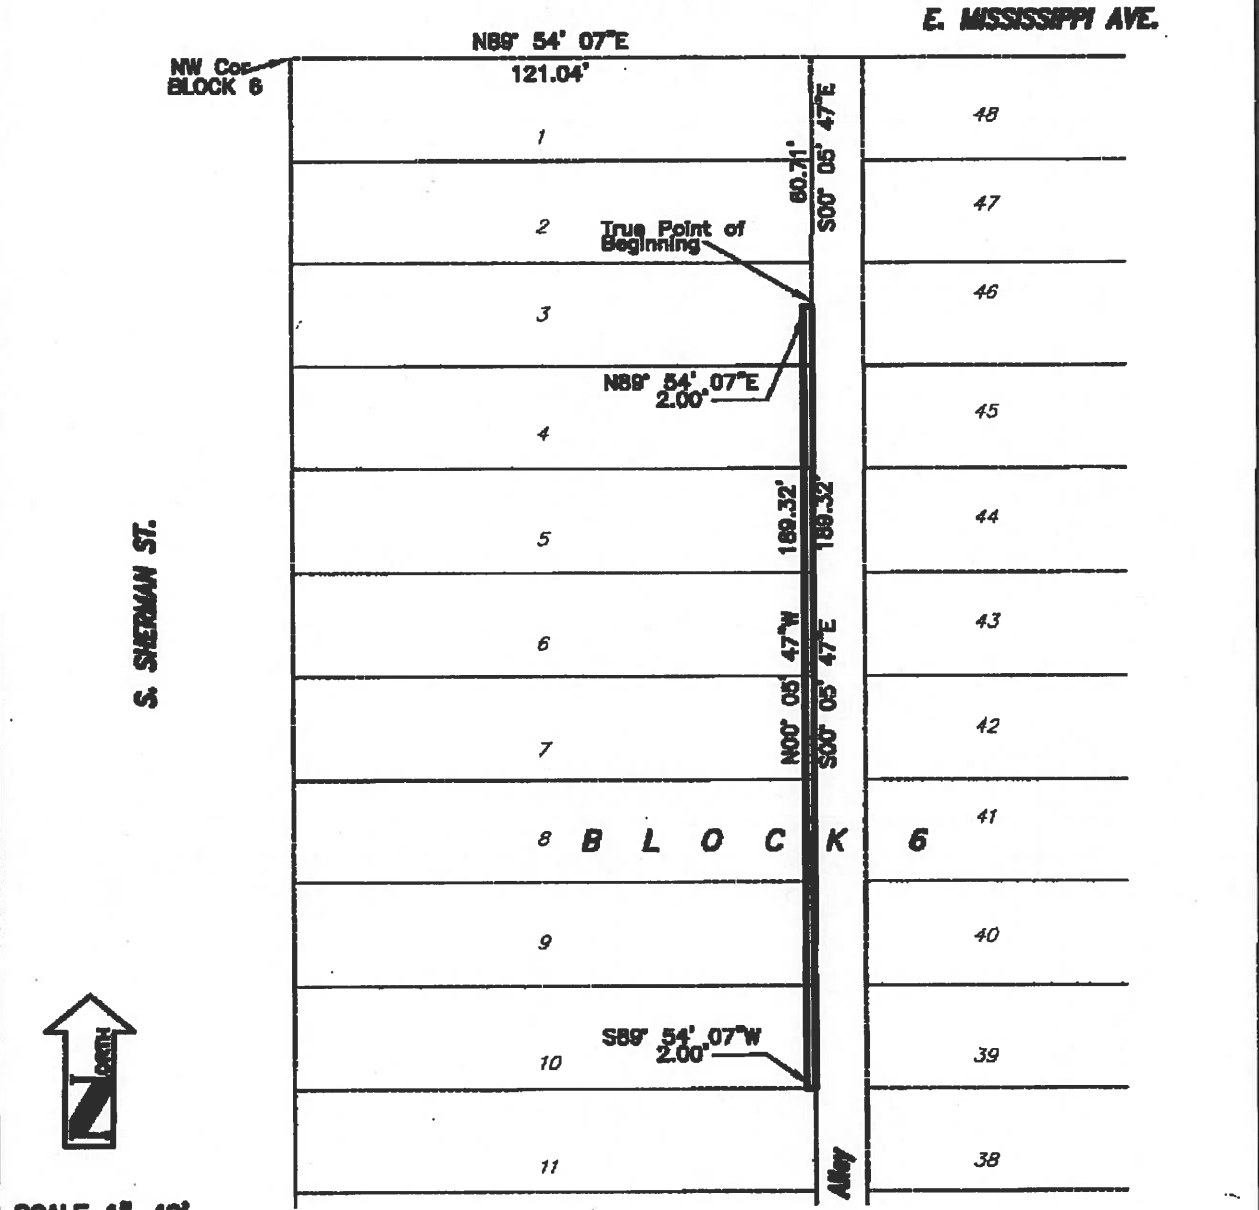 E. MISSISSIPPI AVE.
N89° 54' 07"E
121.04'
NW Cor
BLOCK 6
1
2
3
4
5
6
7
8
9
10
11
48
47
46
45
44
43
42
41
40
39
38
60.71'
S00° 05' 47"E
True Point of
Beginning
N89° 54' 07"E
2.00'
189.32'
189.32'
N00° 05' 47"W
S00° 05' 47"E
S. SHERMAN ST.
BLOCK 6
S89° 54' 07"W
2.00'
NORTH
Alley